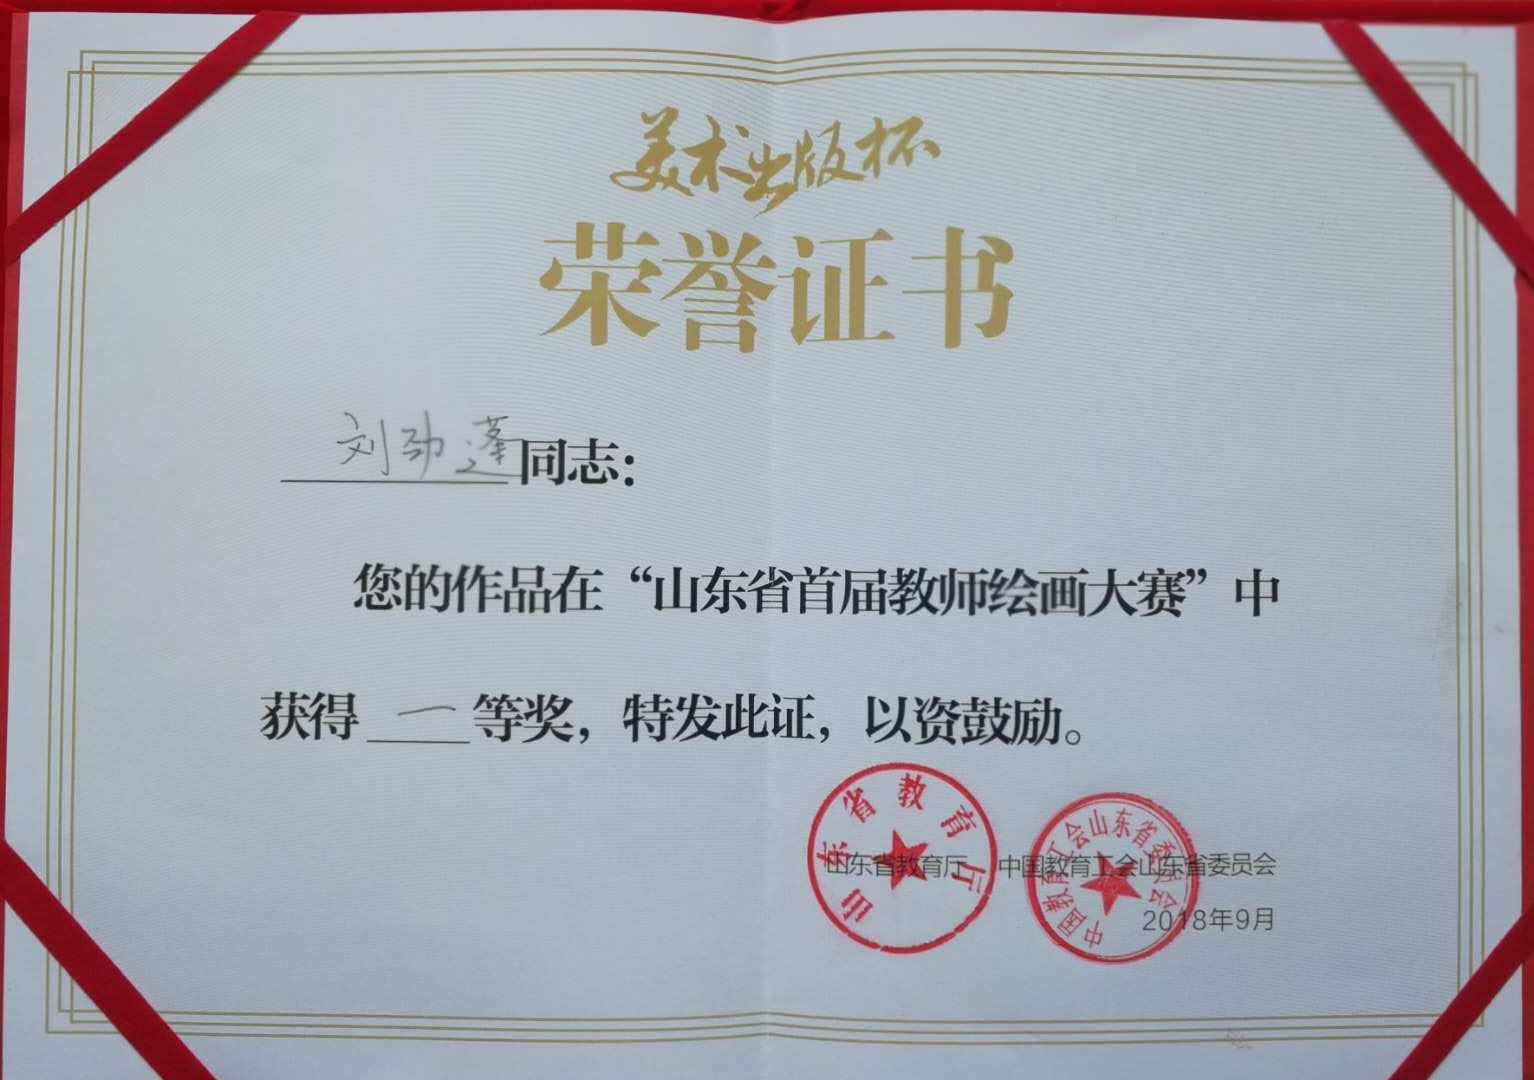 美术出版杯
荣誉证书
刘劲蓬同志：
您的作品在“山东省首届教师绘画大赛”中
获得 一 等奖，特发此证，以资鼓励。
山东省教育厅 中国教育工会山东省委员会
2018年9月
山东省教育厅
中国教育工会山东省委员会